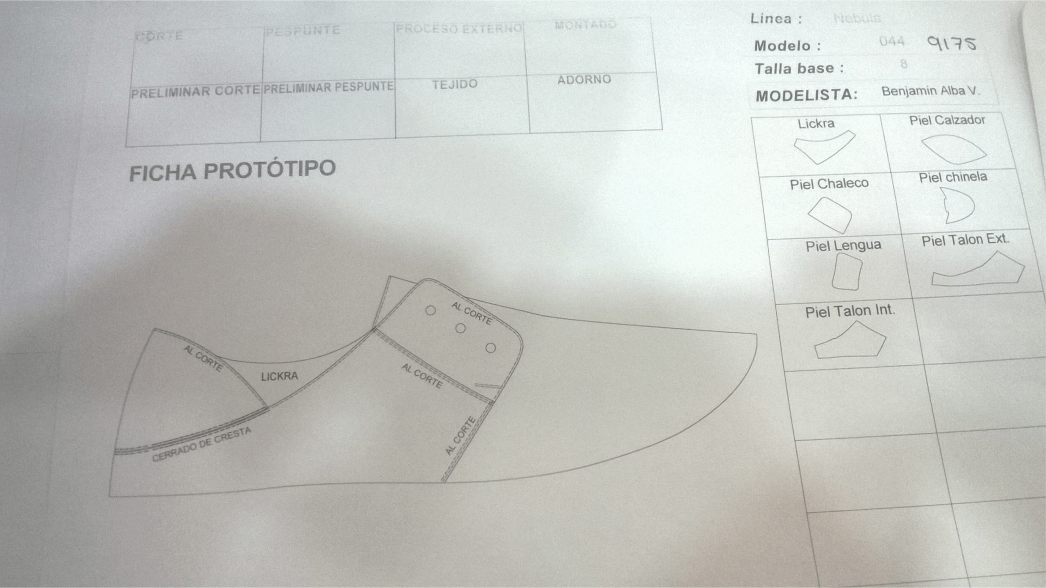 CORTE PESPUNTE PROCESO EXTERNO MONTADO
PRELIMINAR CORTE PRELIMINAR PESPUNTE TEJIDO ADORNO
FICHA PROTÓTIPO
Linea : Nebula
Modelo : 044 9175
Talla base : 8
MODELISTA: Benjamin Alba V.
Lickra Piel Calzador
Piel Chaleco Piel chinela
Piel Lengua Piel Talon Ext.
Piel Talon Int.
AL CORTE
AL CORTE
LICKRA
AL CORTE
AL CORTE
CERRADO DE CRESTA